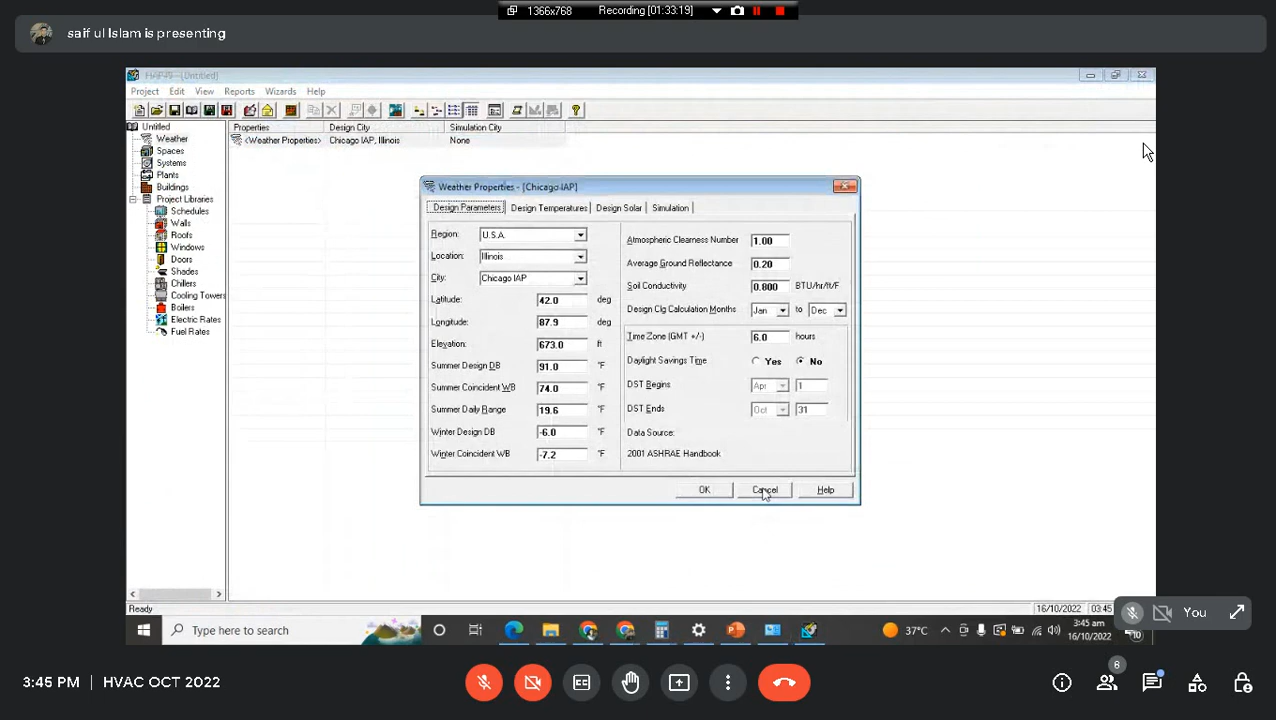 1366x768 Recording [01:33:19]
saif ul Islam is presenting
HAP49 - [Untitled]
Project Edit View Reports Wizards Help
Untitled
Weather
Spaces
Systems
Plants
Buildings
Project Libraries
Schedules
Walls
Roofs
Windows
Doors
Shades
Chillers
Cooling Towers
Boilers
Electric Rates
Fuel Rates
Properties Design City Simulation City
<Weather Properties> Chicago IAP, Illinois None
Weather Properties - [Chicago IAP]
Design Parameters Design Temperatures Design Solar Simulation
Region: U.S.A.
Location: Illinois
City: Chicago IAP
Latitude: 42.0 deg
Longitude: 87.9 deg
Elevation: 673.0 ft
Summer Design DB 91.0 °F
Summer Coincident WB 74.0 °F
Summer Daily Range 19.6 °F
Winter Design DB -6.0 °F
Winter Coincident WB -7.2 °F
Atmospheric Clearness Number 1.00
Average Ground Reflectance 0.20
Soil Conductivity 0.800 BTU/hr/ft/F
Design Clg Calculation Months Jan to Dec
Time Zone (GMT +/-) 6.0 hours
Daylight Savings Time Yes No
DST Begins Apr 1
DST Ends Oct 31
Data Source:
2001 ASHRAE Handbook
OK Cancel Help
Ready 16/10/2022 03:45
You
Type here to search
37°C
3:45 am
16/10/2022
3:45 PM | HVAC OCT 2022
6